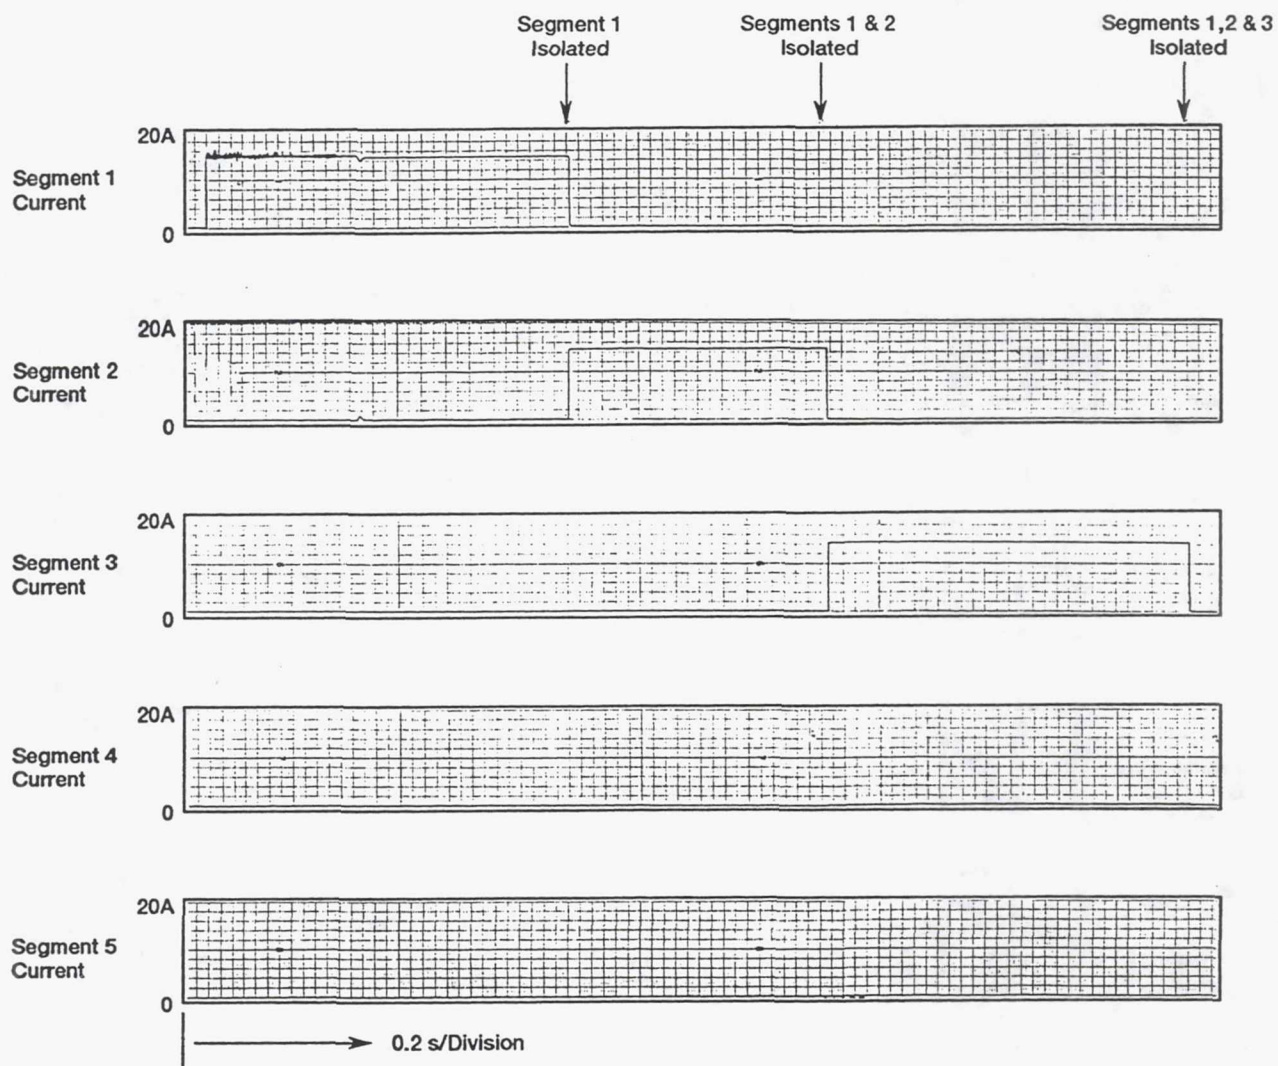 Segment 1
Isolated
Segments 1 & 2
Isolated
Segments 1,2 & 3
Isolated
20A
Segment 1
Current
0
20A
Segment 2
Current
0
20A
Segment 3
Current
0
20A
Segment 4
Current
0
20A
Segment 5
Current
0
0.2 s/Division